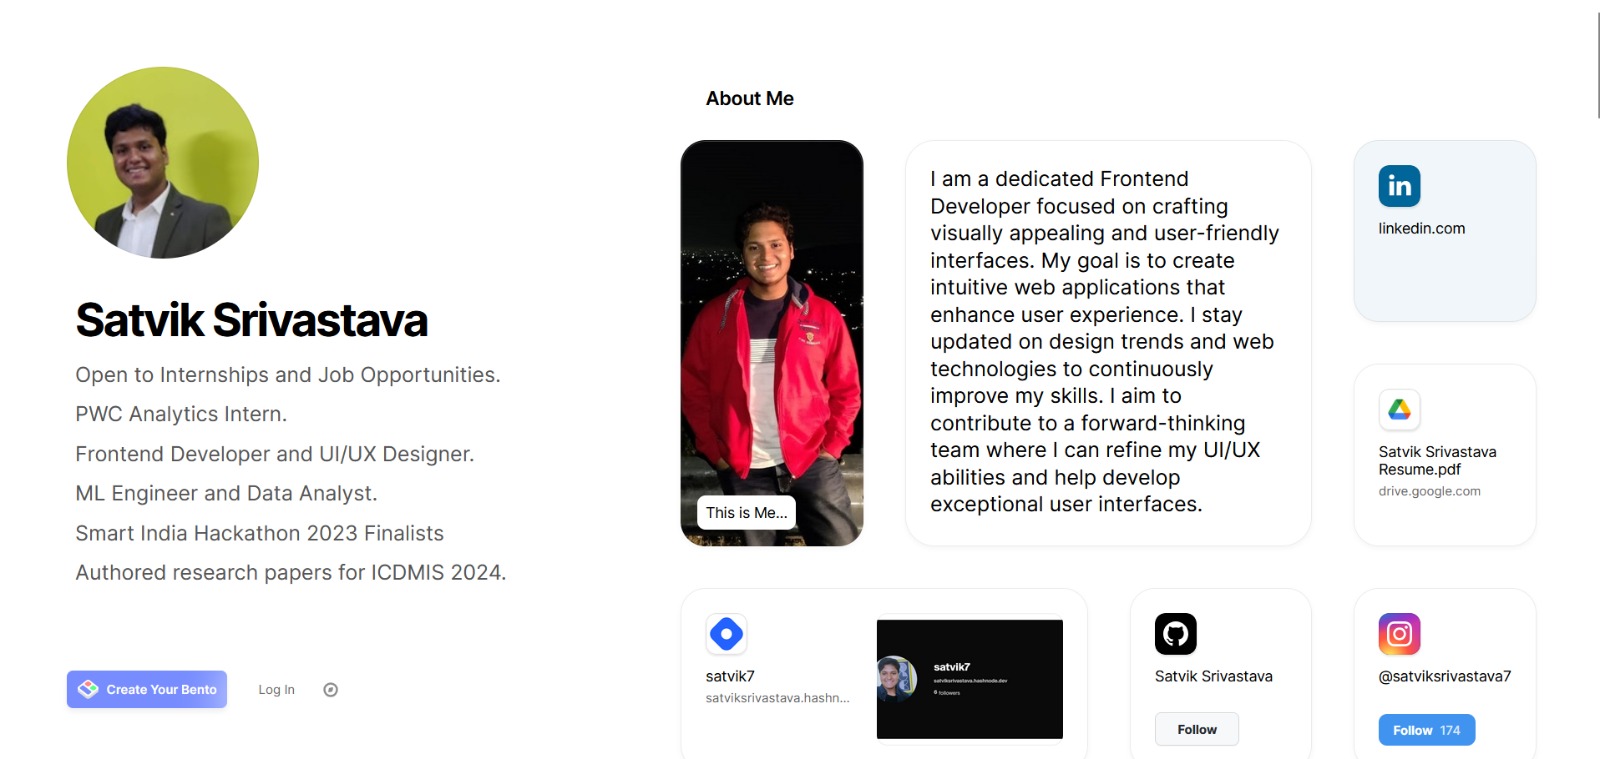 Satvik Srivastava
Open to Internships and Job Opportunities.
PWC Analytics Intern.
Frontend Developer and UI/UX Designer.
ML Engineer and Data Analyst.
Smart India Hackathon 2023 Finalists
Authored research papers for ICDMIS 2024.
Create Your Bento
Log In
About Me
This is Me...
I am a dedicated Frontend
Developer focused on crafting
visually appealing and user-friendly
interfaces. My goal is to create
intuitive web applications that
enhance user experience. I stay
updated on design trends and web
technologies to continuously
improve my skills. I aim to
contribute to a forward-thinking
team where I can refine my UI/UX
abilities and help develop
exceptional user interfaces.
in
linkedin.com
Satvik Srivastava
Resume.pdf
drive.google.com
satvik7
satviksrivastava.hashn...
satvik7
satviksrivastava.hashnode.dev
6 followers
Satvik Srivastava
Follow
@satviksrivastava7
Follow 174